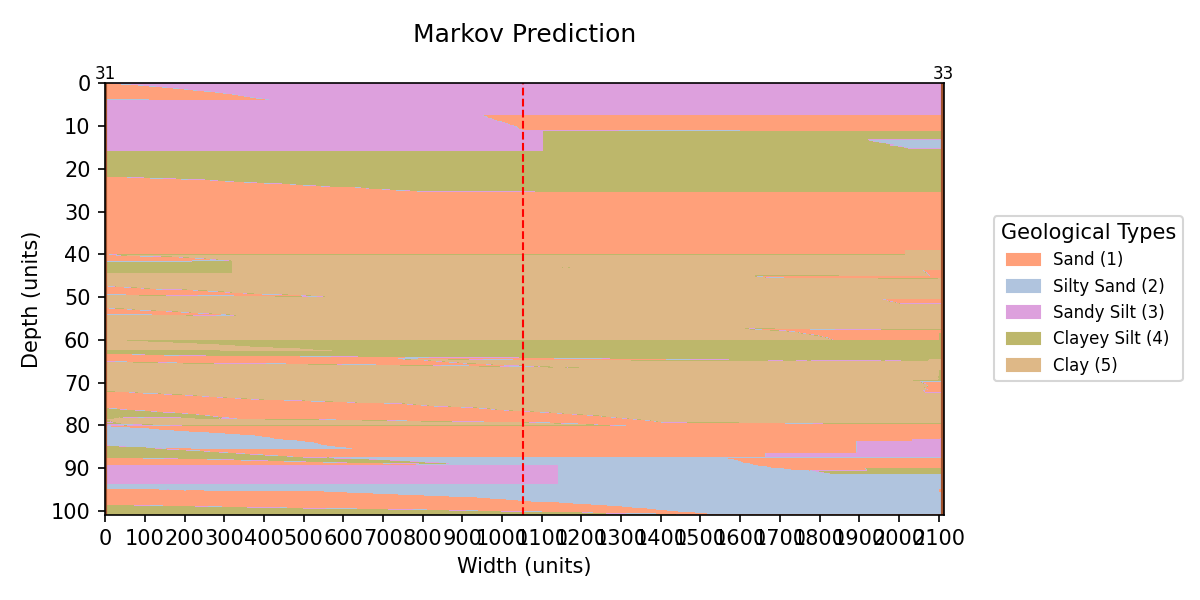 Markov Prediction
31
33
0
10
20
30
40
50
60
70
80
90
100
Depth (units)
0 100 200 300 400 500 600 700 800 900 1000 1100 1200 1300 1400 1500 1600 1700 1800 1900 2000 2100
Width (units)
Geological Types
Sand (1)
Silty Sand (2)
Sandy Silt (3)
Clayey Silt (4)
Clay (5)